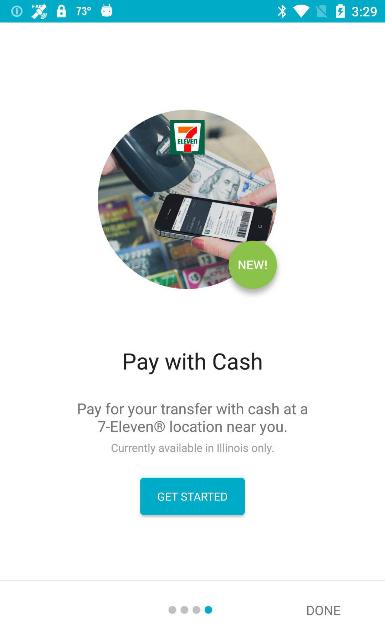 73°
3:29
7
ELEVEN
NEW!
Pay with Cash
Pay for your transfer with cash at a
7-Eleven® location near you.
Currently available in Illinois only.
GET STARTED
DONE